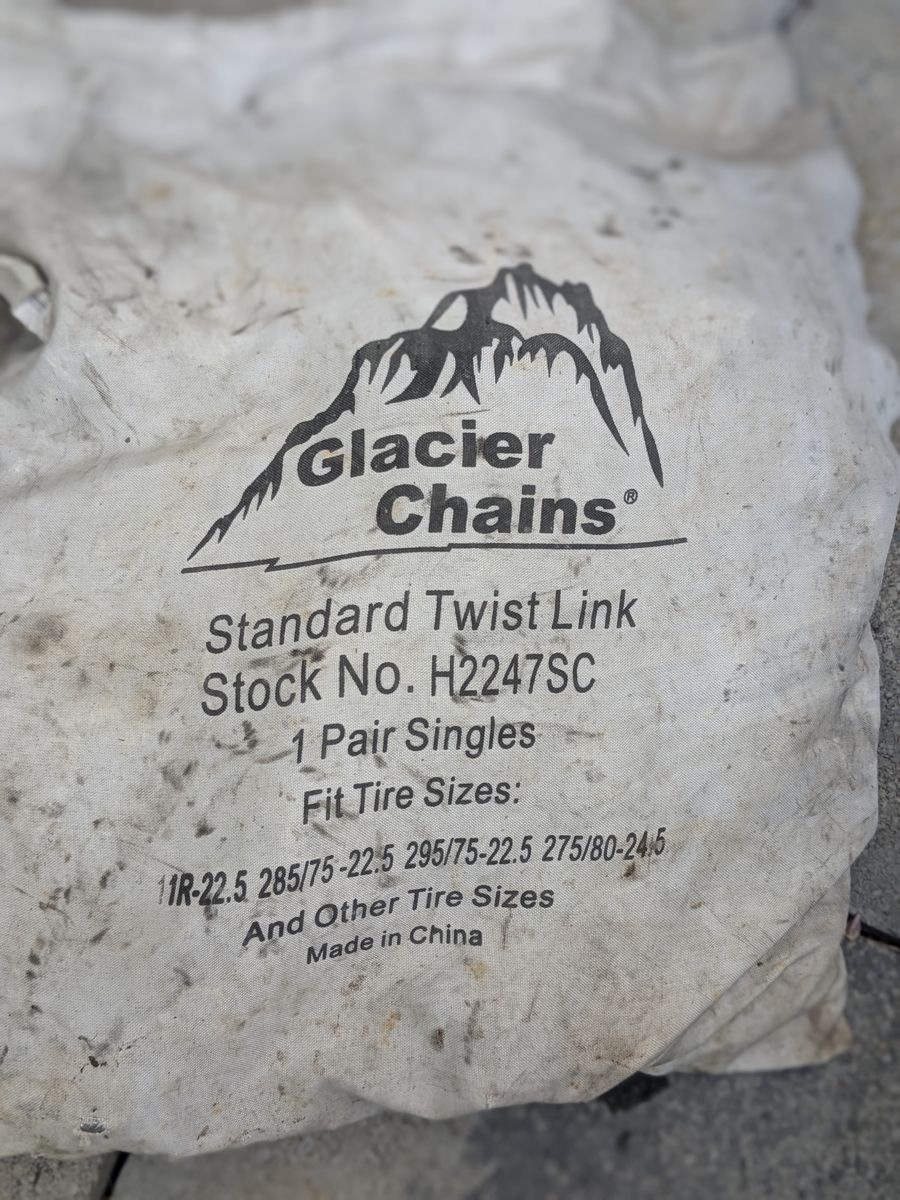 Glacier
Chains®
Standard Twist Link
Stock No. H2247SC
1 Pair Singles
Fit Tire Sizes:
11R-22.5 285/75-22.5 295/75-22.5 275/80-24.5
And Other Tire Sizes
Made in China